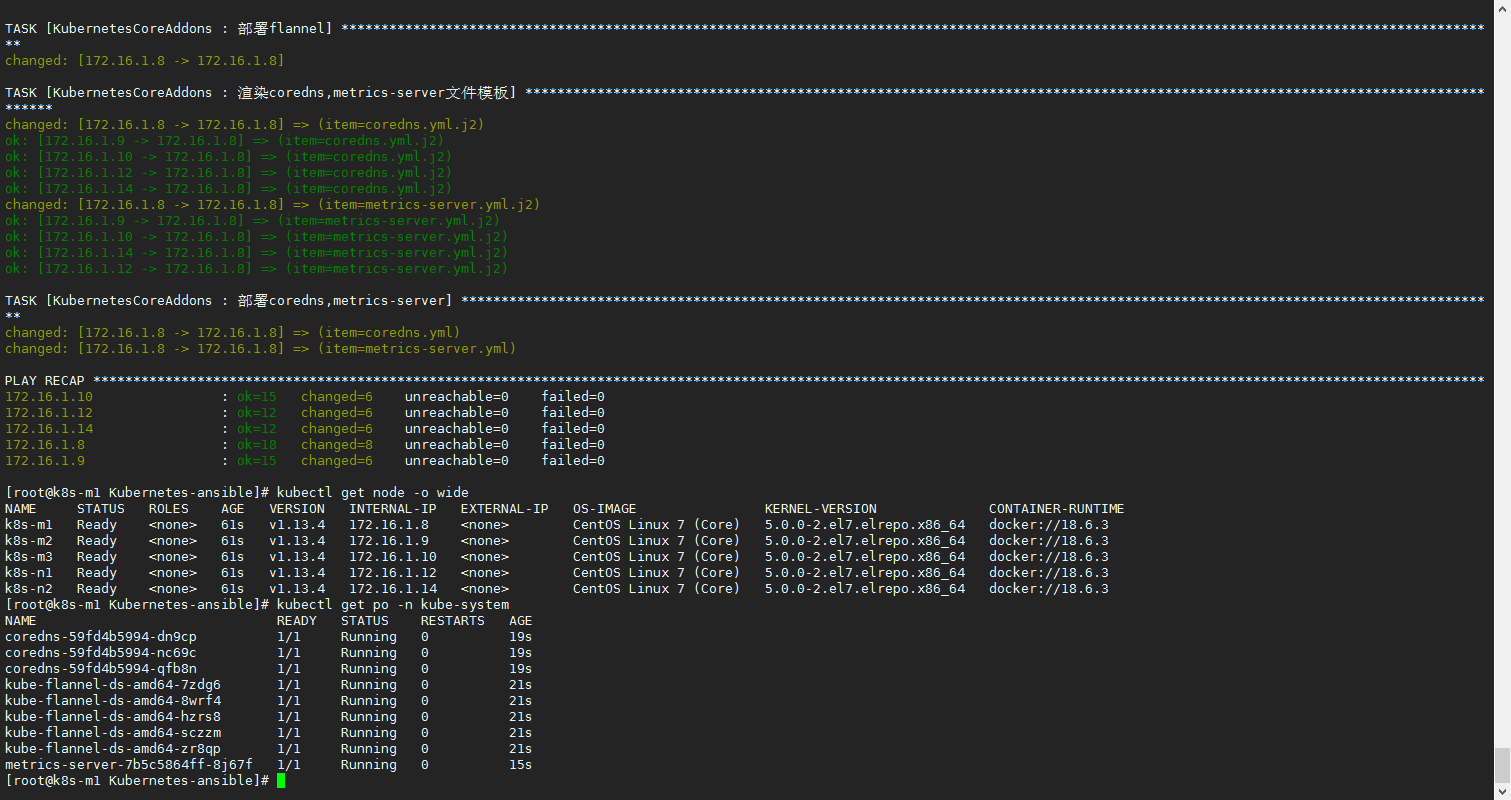 TASK [KubernetesCoreAddons : 部署flannel] ***********************************************************************************************************************************************
**
changed: [172.16.1.8 -> 172.16.1.8]
TASK [KubernetesCoreAddons : 渲染coredns,metrics-server文件模板] ************************************************************************************************************************
******
changed: [172.16.1.8 -> 172.16.1.8] => (item=coredns.yml.j2)
ok: [172.16.1.9 -> 172.16.1.8] => (item=coredns.yml.j2)
ok: [172.16.1.10 -> 172.16.1.8] => (item=coredns.yml.j2)
ok: [172.16.1.12 -> 172.16.1.8] => (item=coredns.yml.j2)
ok: [172.16.1.14 -> 172.16.1.8] => (item=coredns.yml.j2)
changed: [172.16.1.8 -> 172.16.1.8] => (item=metrics-server.yml.j2)
ok: [172.16.1.9 -> 172.16.1.8] => (item=metrics-server.yml.j2)
ok: [172.16.1.10 -> 172.16.1.8] => (item=metrics-server.yml.j2)
ok: [172.16.1.14 -> 172.16.1.8] => (item=metrics-server.yml.j2)
ok: [172.16.1.12 -> 172.16.1.8] => (item=metrics-server.yml.j2)
TASK [KubernetesCoreAddons : 部署coredns,metrics-server] ********************************************************************************************************************************
**
changed: [172.16.1.8 -> 172.16.1.8] => (item=coredns.yml)
changed: [172.16.1.8 -> 172.16.1.8] => (item=metrics-server.yml)
PLAY RECAP ******************************************************************************************************************************************************************************
172.16.1.10 : ok=15 changed=6 unreachable=0 failed=0
172.16.1.12 : ok=12 changed=6 unreachable=0 failed=0
172.16.1.14 : ok=12 changed=6 unreachable=0 failed=0
172.16.1.8 : ok=18 changed=8 unreachable=0 failed=0
172.16.1.9 : ok=15 changed=6 unreachable=0 failed=0
[root@k8s-m1 Kubernetes-ansible]# kubectl get node -o wide
NAME STATUS ROLES AGE VERSION INTERNAL-IP EXTERNAL-IP OS-IMAGE KERNEL-VERSION CONTAINER-RUNTIME
k8s-m1 Ready <none> 61s v1.13.4 172.16.1.8 <none> CentOS Linux 7 (Core) 5.0.0-2.el7.elrepo.x86_64 docker://18.6.3
k8s-m2 Ready <none> 61s v1.13.4 172.16.1.9 <none> CentOS Linux 7 (Core) 5.0.0-2.el7.elrepo.x86_64 docker://18.6.3
k8s-m3 Ready <none> 61s v1.13.4 172.16.1.10 <none> CentOS Linux 7 (Core) 5.0.0-2.el7.elrepo.x86_64 docker://18.6.3
k8s-n1 Ready <none> 61s v1.13.4 172.16.1.12 <none> CentOS Linux 7 (Core) 5.0.0-2.el7.elrepo.x86_64 docker://18.6.3
k8s-n2 Ready <none> 61s v1.13.4 172.16.1.14 <none> CentOS Linux 7 (Core) 5.0.0-2.el7.elrepo.x86_64 docker://18.6.3
[root@k8s-m1 Kubernetes-ansible]# kubectl get po -n kube-system
NAME READY STATUS RESTARTS AGE
coredns-59fd4b5994-dn9cp 1/1 Running 0 19s
coredns-59fd4b5994-nc69c 1/1 Running 0 19s
coredns-59fd4b5994-qfb8n 1/1 Running 0 19s
kube-flannel-ds-amd64-7zdg6 1/1 Running 0 21s
kube-flannel-ds-amd64-8wrf4 1/1 Running 0 21s
kube-flannel-ds-amd64-hzrs8 1/1 Running 0 21s
kube-flannel-ds-amd64-sczzm 1/1 Running 0 21s
kube-flannel-ds-amd64-zr8qp 1/1 Running 0 21s
metrics-server-7b5c5864ff-8j67f 1/1 Running 0 15s
[root@k8s-m1 Kubernetes-ansible]#